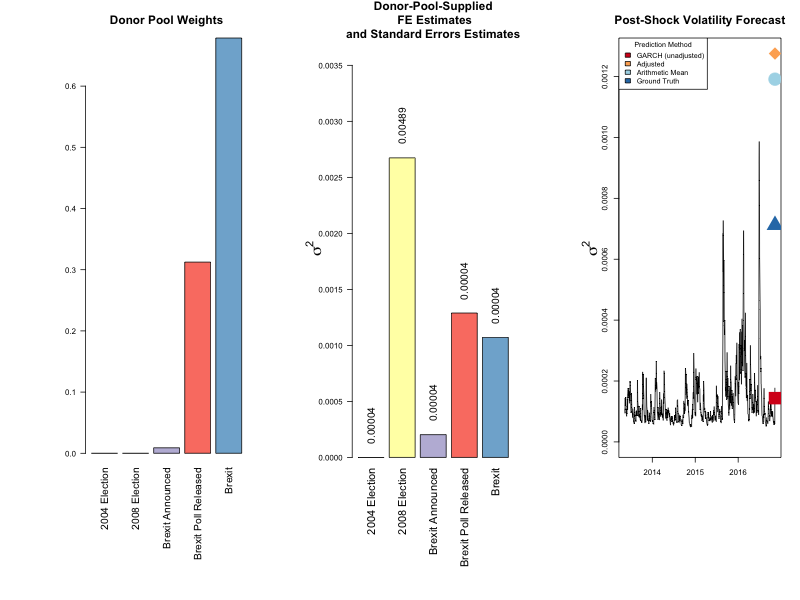 Donor Pool Weights
0.6
0.5
0.4
0.3
0.2
0.1
0.0
2004 Election
2008 Election
Brexit Announced
Brexit Poll Released
Brexit
Donor-Pool-Supplied
FE Estimates
and Standard Errors Estimates
σ²
0.0035
0.0030
0.0025
0.0020
0.0015
0.0010
0.0005
0.0000
0.00004
0.00489
0.00004
0.00004
0.00004
2004 Election
2008 Election
Brexit Announced
Brexit Poll Released
Brexit
Post-Shock Volatility Forecast
Prediction Method
GARCH (unadjusted)
Adjusted
Arithmetic Mean
Ground Truth
σ²
0.0012
0.0010
0.0008
0.0006
0.0004
0.0002
0.0000
2014
2015
2016